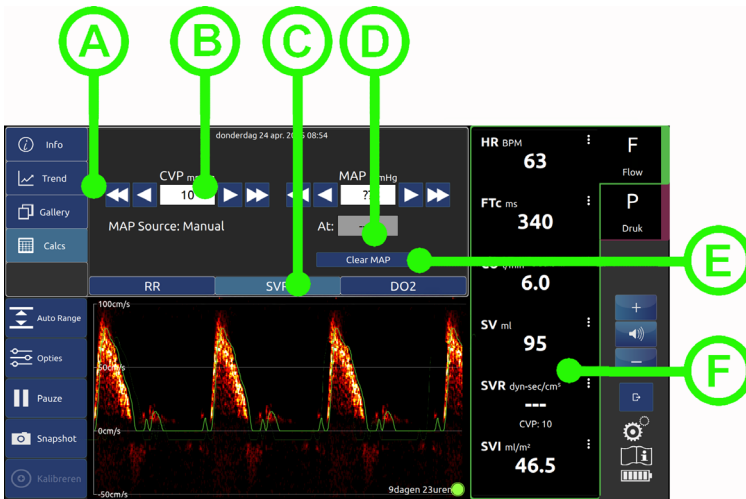 A
B
C
D
donderdag 24 apr. 2025 08:54
Info
Trend
Gallery
Calcs
CVP
MAP
mmHg
10
??
MAP Source: Manual
At:
Clear MAP
RR
SVR
DO2
Auto Range
Opties
Pauze
Snapshot
Kalibreren
100cm/s
50cm/s
0cm/s
-50cm/s
9dagen 23uren
HR BPM
63
FTc ms
340
CO l/min
6.0
SV ml
95
SVR dyn-sec/cm⁵
---
CVP: 10
SVI ml/m²
46.5
F
Flow
P
Druk
+
−
E
F